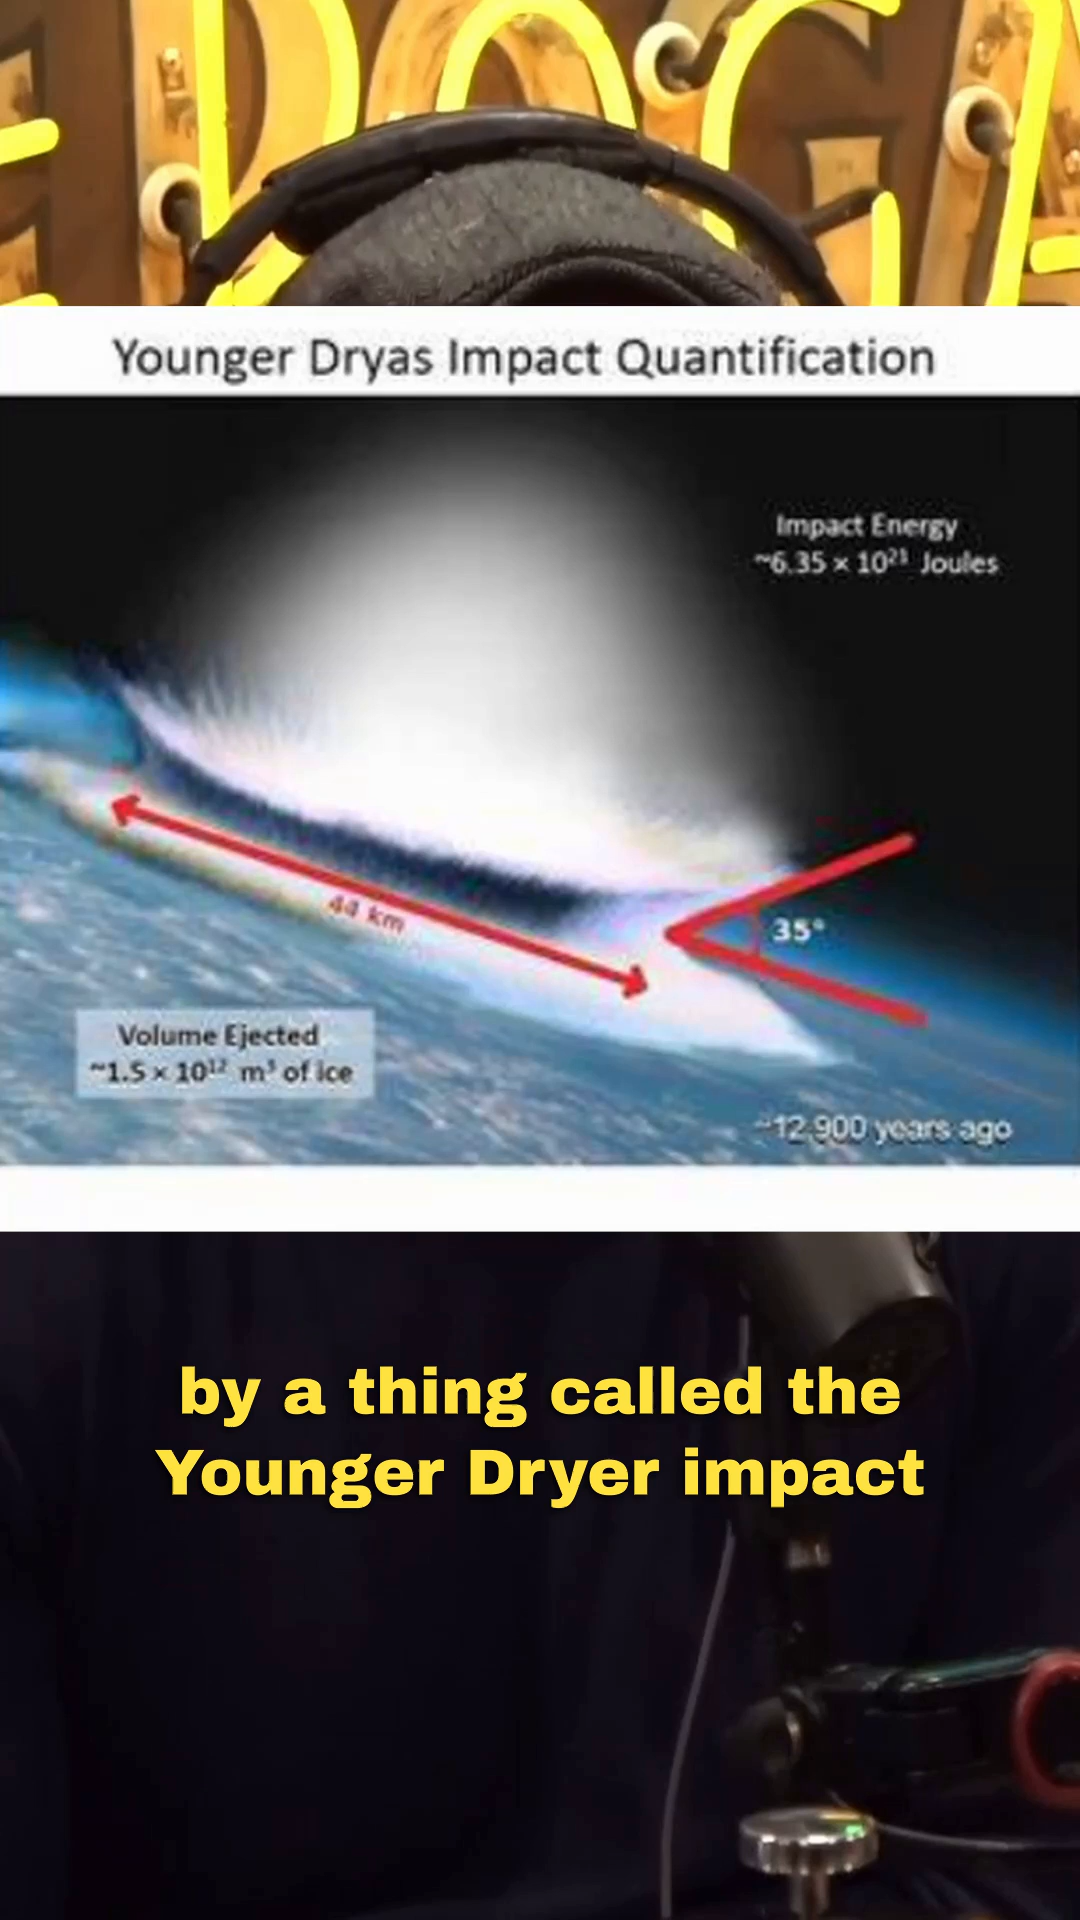 Younger Dryas Impact Quantification
Impact Energy
~6.35 × 10²¹ Joules
44 km
35°
Volume Ejected
~1.5 × 10¹² m³ of ice
~12,900 years ago
by a thing called the
Younger Dryer impact